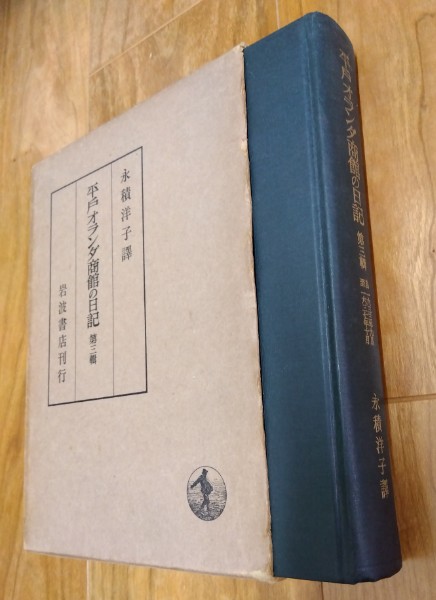 永積洋子譯
平戸オランダ商館の日記 第三輯
岩波書店刊行
平戸オランダ商館の日記 第三輯
永積洋子譯